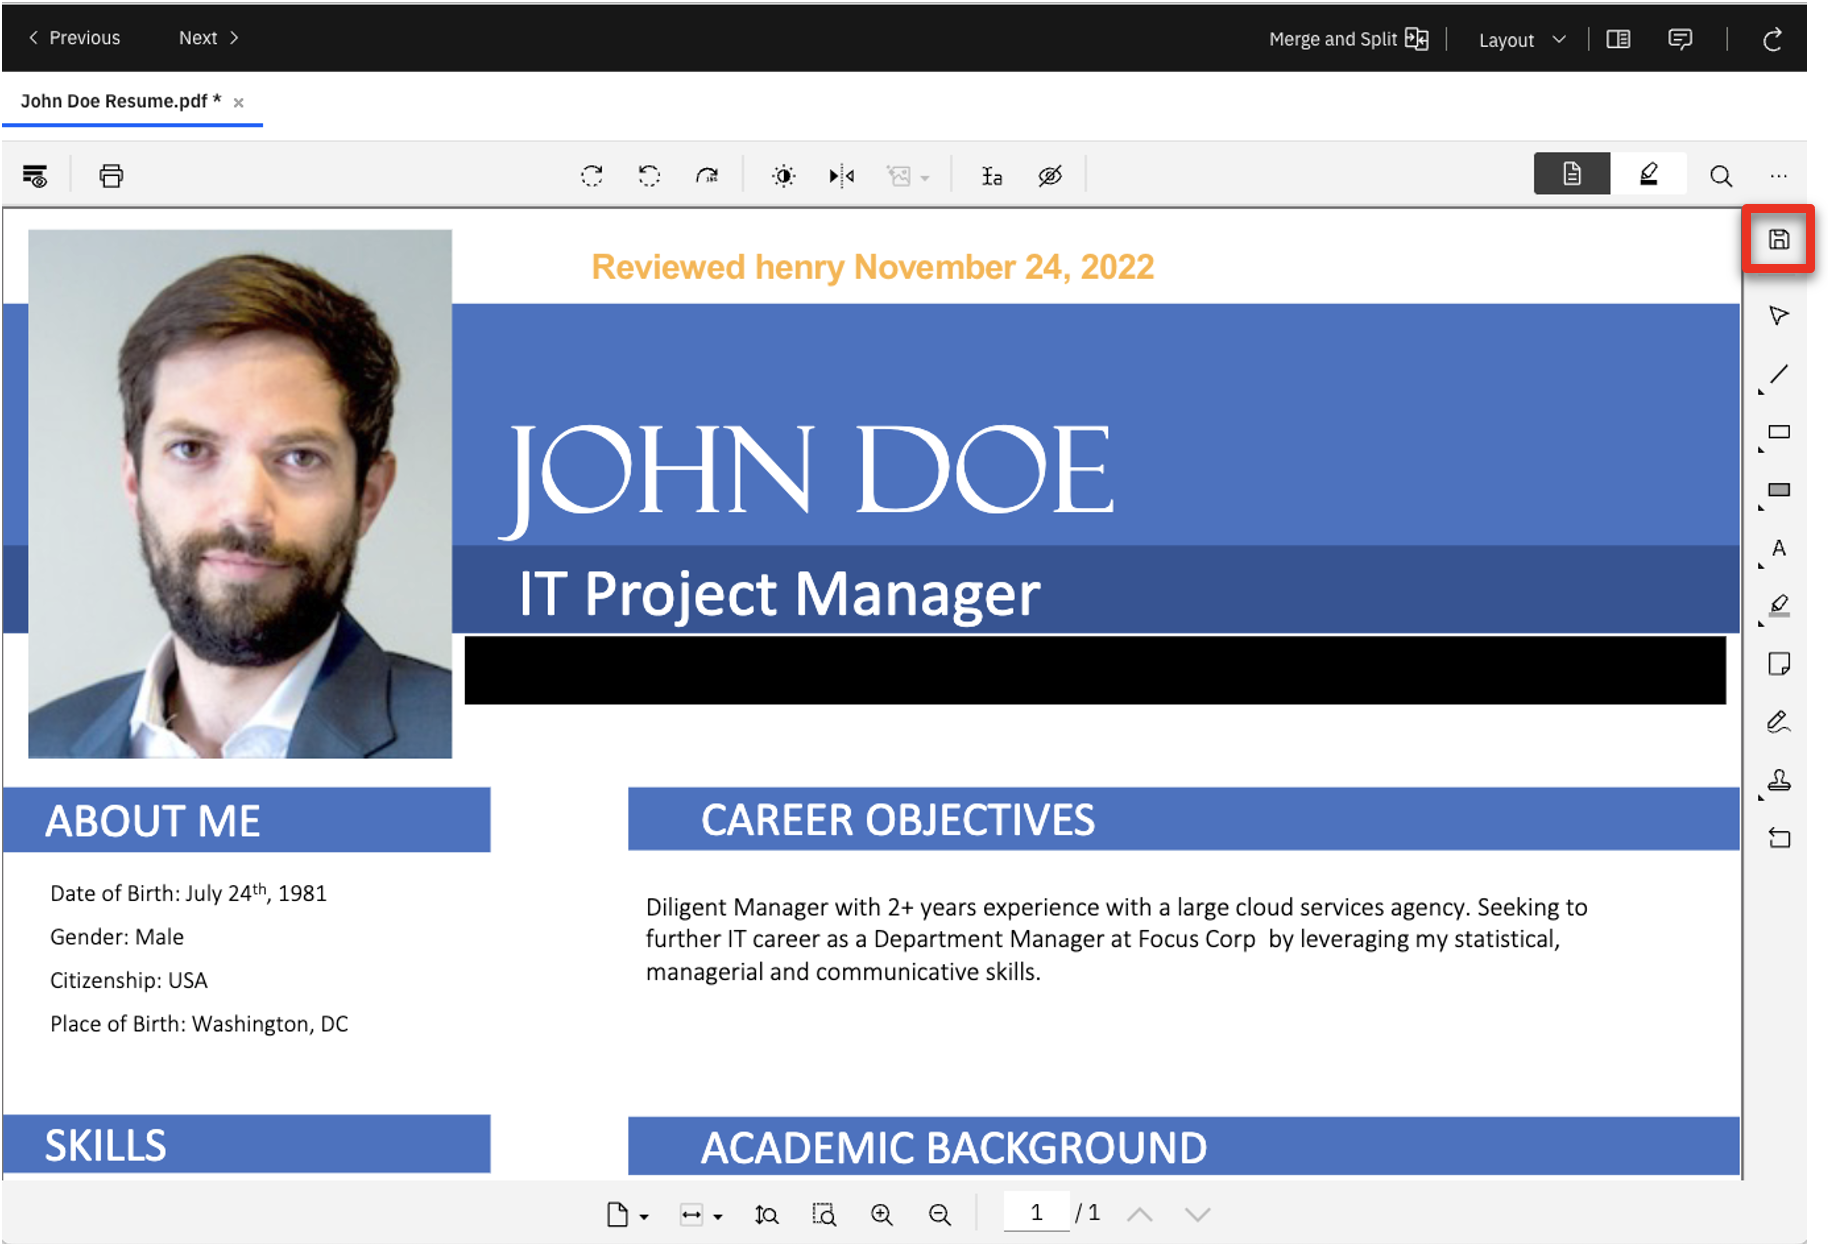 Previous
Next
Merge and Split
Layout
John Doe Resume.pdf * ×
Reviewed henry November 24, 2022
JOHN DOE
IT Project Manager
ABOUT ME
Date of Birth: July 24th, 1981
Gender: Male
Citizenship: USA
Place of Birth: Washington, DC
CAREER OBJECTIVES
Diligent Manager with 2+ years experience with a large cloud services agency. Seeking to
further IT career as a Department Manager at Focus Corp  by leveraging my statistical,
managerial and communicative skills.
SKILLS
ACADEMIC BACKGROUND
1 / 1